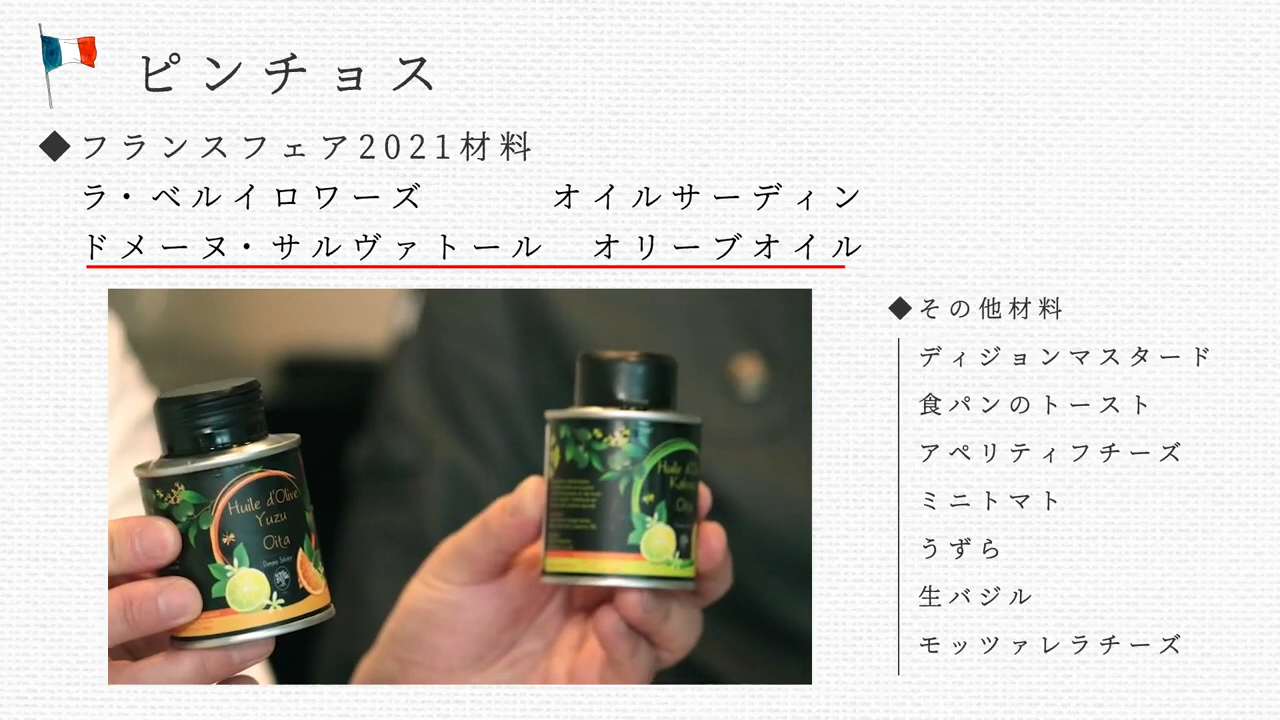 ピンチョス
◆フランスフェア2021材料
ラ・ベルイロワーズ　オイルサーディン
ドメーヌ・サルヴァトール　オリーブオイル
◆その他材料
ディジョンマスタード
食パンのトースト
アペリティフチーズ
ミニトマト
うずら
生バジル
モッツァレラチーズ
Huile d'Olive
Yuzu
Oita
Huile
Oita